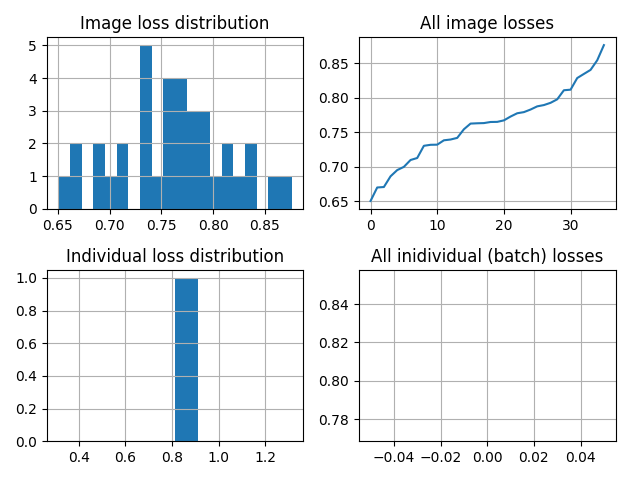 Image loss distribution
5
4
3
2
1
0
0.65 0.70 0.75 0.80 0.85
All image losses
0.85
0.80
0.75
0.70
0.65
0 10 20 30
Individual loss distribution
1.0
0.8
0.6
0.4
0.2
0.0
0.4 0.6 0.8 1.0 1.2
All inidividual (batch) losses
0.84
0.82
0.80
0.78
−0.04 −0.02 0.00 0.02 0.04